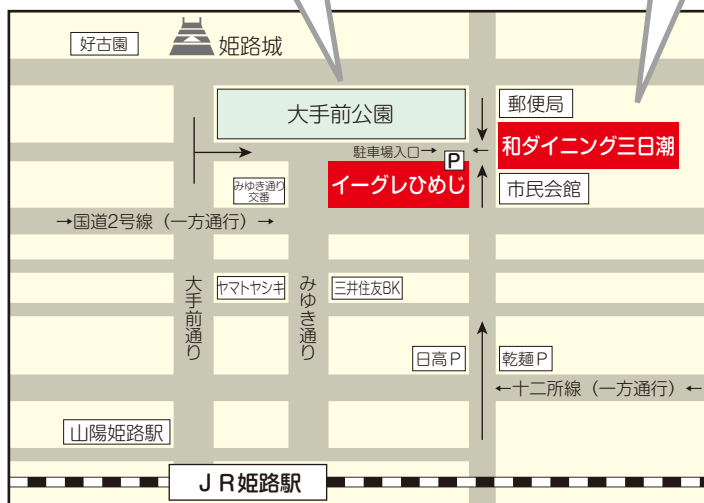 好古園
姫路城
大手前公園
郵便局
駐車場入口→
P
←
和ダイニング三日潮
イーグレひめじ
みゆき通り
交番
市民会館
→国道2号線（一方通行）→
大手前通り
ヤマトヤシキ
みゆき通り
三井住友BK
日高P
乾麺P
←十二所線（一方通行）←
山陽姫路駅
JR姫路駅